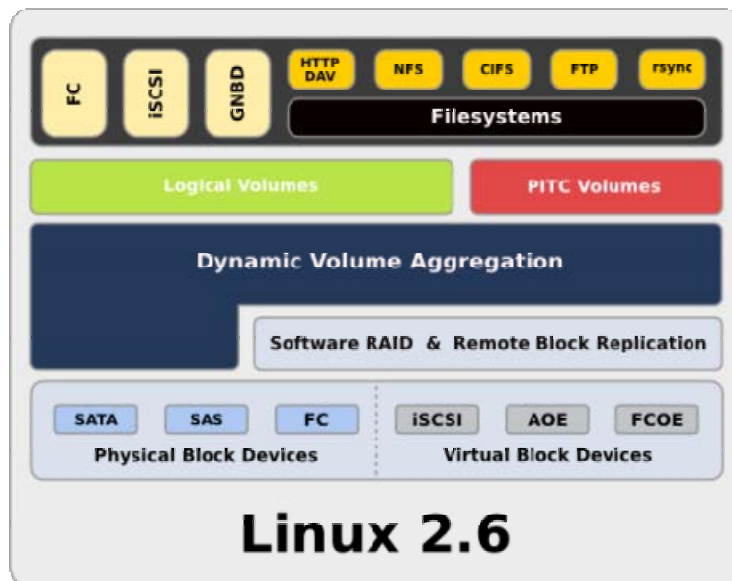 FC
iSCSI
GNBD
HTTP
DAV
NFS
CIFS
FTP
rsync
Filesystems
Logical Volumes
PITC Volumes
Dynamic Volume Aggregation
Software RAID & Remote Block Replication
SATA
SAS
FC
iSCSI
AOE
FCOE
Physical Block Devices
Virtual Block Devices
Linux 2.6